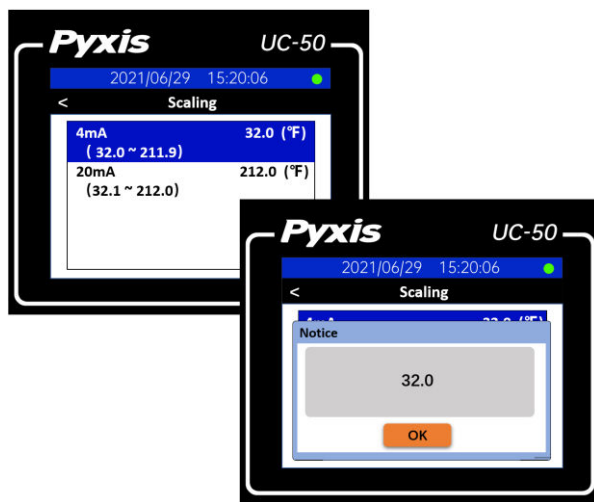 Pyxis UC-50
2021/06/29 15:20:06
< Scaling
4mA 32.0 (°F)
( 32.0 ~ 211.9)
20mA 212.0 (°F)
(32.1 ~ 212.0)
Pyxis UC-50
2021/06/29 15:20:06
< Scaling
Notice
32.0
OK